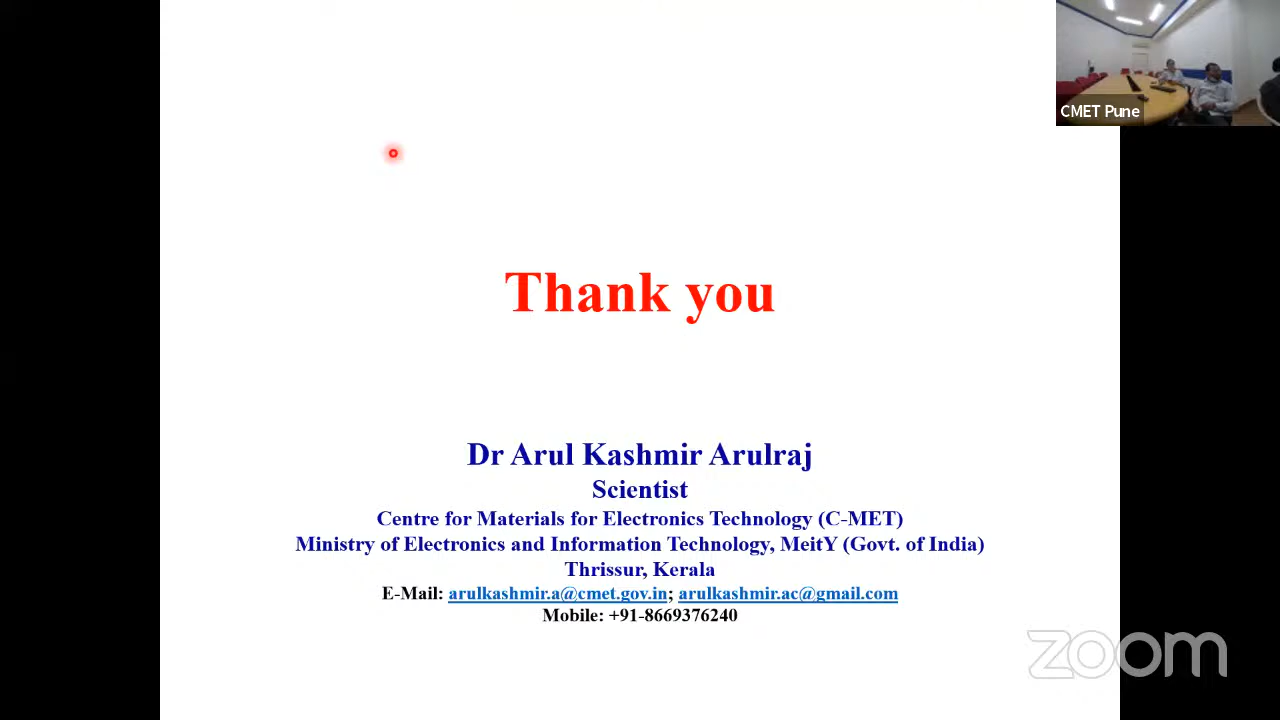 CMET Pune
Thank you
Dr Arul Kashmir Arulraj
Scientist
Centre for Materials for Electronics Technology (C-MET)
Ministry of Electronics and Information Technology, MeitY (Govt. of India)
Thrissur, Kerala
E-Mail: arulkashmir.a@cmet.gov.in; arulkashmir.ac@gmail.com
Mobile: +91-8669376240
zoom